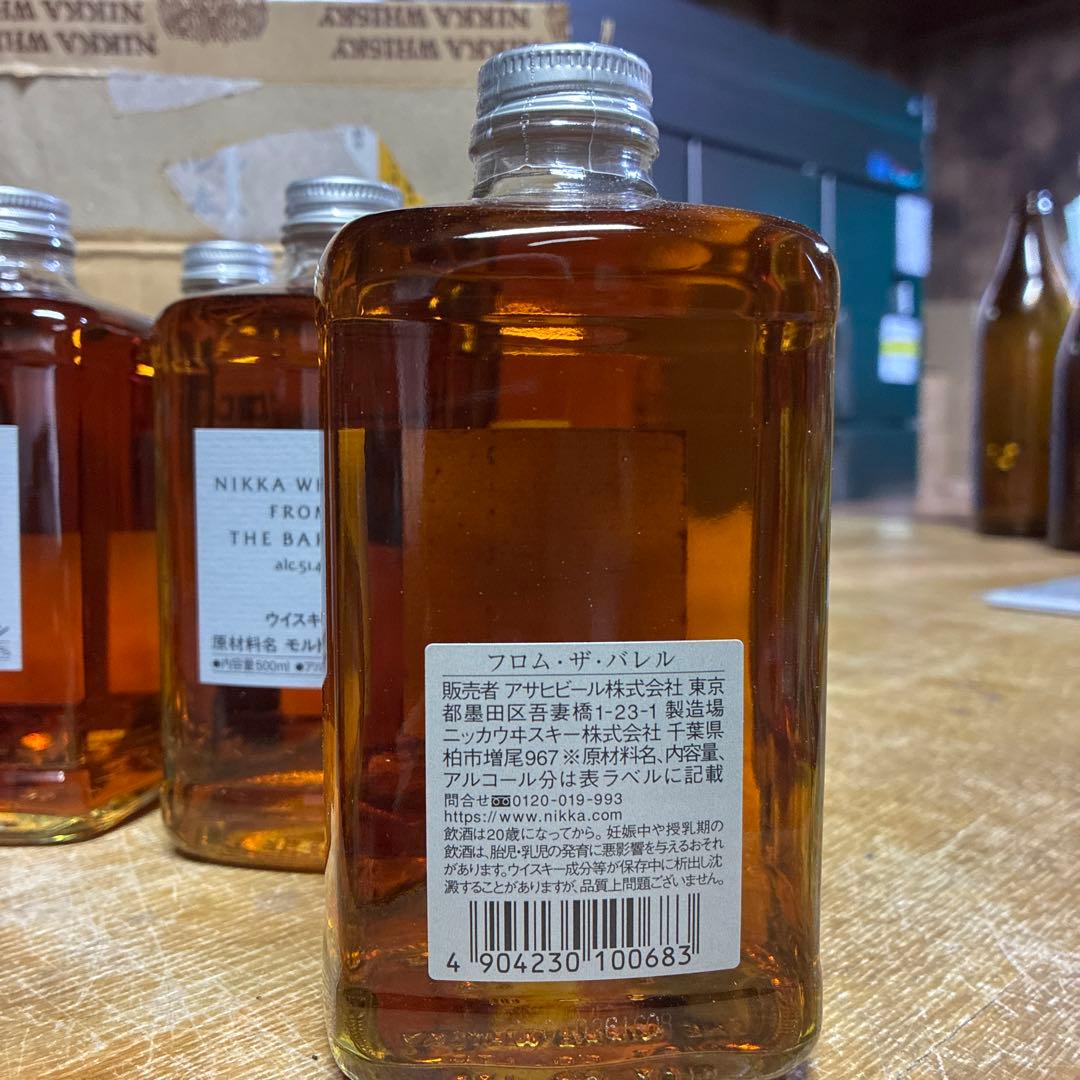 NIKKA WHISKY
NIKKA WHISKY
NIKKA WHISKY
NIKKA WHISKY
NIKKA
FROM
THE
alc.51.4
原材料名
●内容量500ml
フロム・ザ・バレル
販売者 アサヒビール株式会社 東京
都墨田区吾妻橋1-23-1 製造場
ニッカウヰスキー株式会社 千葉県
柏市増尾967 ※原材料名、内容量、
アルコール分は表ラベルに記載
問合せ 0120-019-993
https://www.nikka.com
飲酒は20歳になってから。妊娠中や授乳期の
飲酒は、胎児・乳児の発育に悪影響を与えるおそれ
があります。ウイスキー成分等が保存中に析出し沈
澱することがありますが、品質上問題ございません。
4 904230 100683